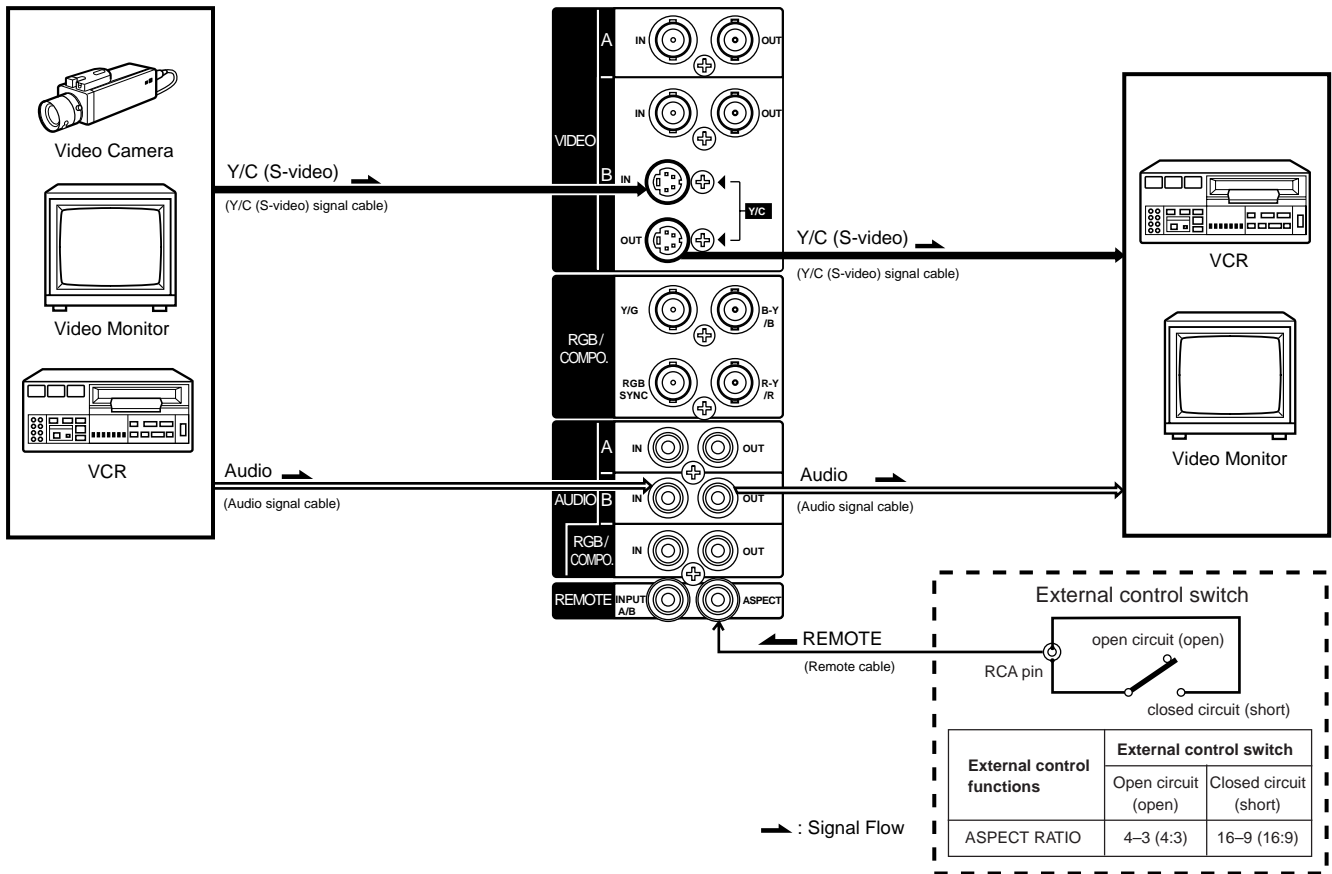 Video Camera
Video Monitor
VCR
Y/C (S-video)
(Y/C (S-video) signal cable)
Audio
(Audio signal cable)
VIDEO
A
IN
OUT
B
IN
OUT
IN
OUT
Y/C
RGB/
COMPO.
Y/G
B-Y
/B
RGB
SYNC
R-Y
/R
AUDIO
A
IN
OUT
B
IN
OUT
RGB/
COMPO.
IN
OUT
REMOTE
INPUT
A/B
ASPECT
Y/C (S-video)
(Y/C (S-video) signal cable)
Audio
(Audio signal cable)
VCR
Video Monitor
REMOTE
(Remote cable)
External control switch
open circuit (open)
RCA pin
closed circuit (short)
External control
functions
External control switch
Open circuit
(open)
Closed circuit
(short)
ASPECT RATIO
4–3 (4:3)
16–9 (16:9)
: Signal Flow